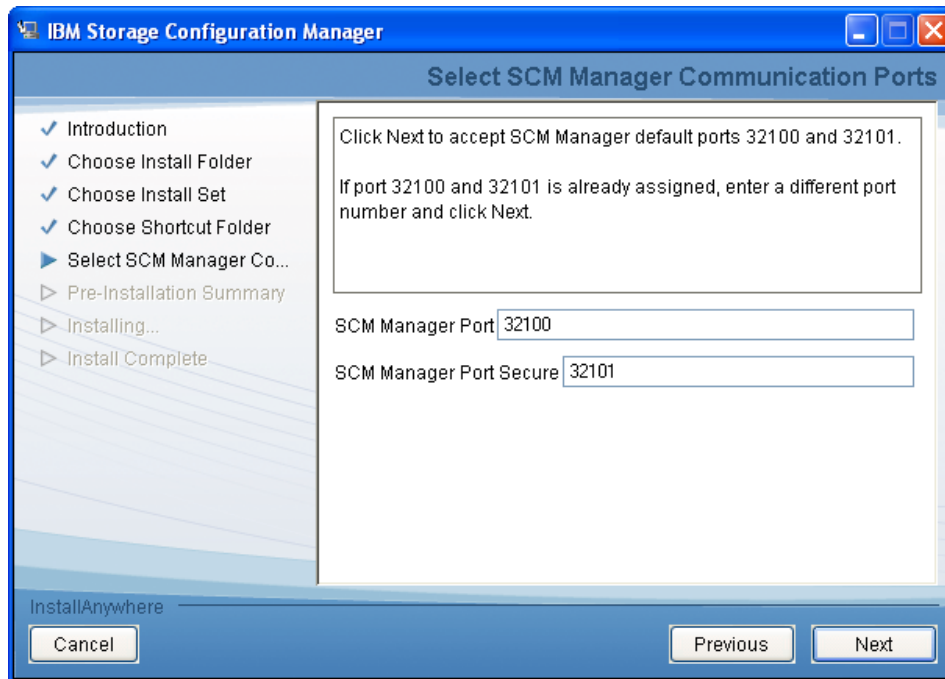 IBM Storage Configuration Manager
Select SCM Manager Communication Ports
Introduction
Choose Install Folder
Choose Install Set
Choose Shortcut Folder
Select SCM Manager Co...
Pre-Installation Summary
Installing...
Install Complete
Click Next to accept SCM Manager default ports 32100 and 32101.
If port 32100 and 32101 is already assigned, enter a different port
number and click Next.
SCM Manager Port 32100
SCM Manager Port Secure 32101
InstallAnywhere
Cancel Previous Next